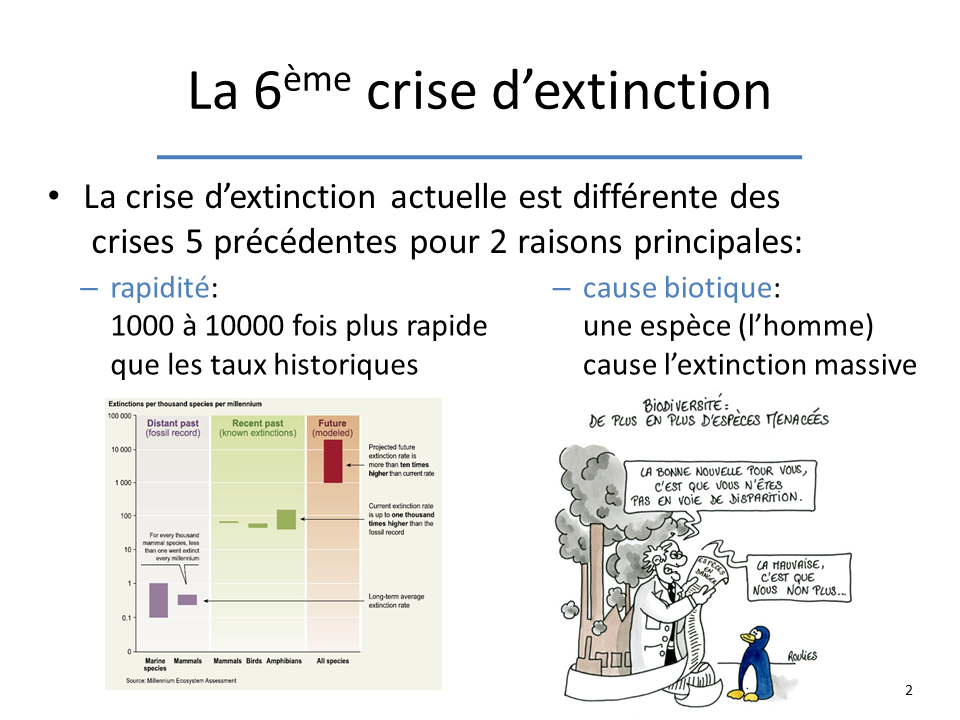 La 6ème crise d’extinction
• La crise d’extinction actuelle est différente des
crises 5 précédentes pour 2 raisons principales:
– rapidité:
1000 à 10000 fois plus rapide
que les taux historiques
– cause biotique:
une espèce (l’homme)
cause l’extinction massive
Extinctions per thousand species per millennium
100 000
10 000
1 000
100
10
1
0.1
0
Distant past
(fossil record)
Recent past
(known extinctions)
Future
(modeled)
Projected future
extinction rate is
more than ten times
higher than current rate
Current extinction rate
is up to one thousand
times higher than the
fossil record
For every thousand
mammal species, less
than one went extinct
every millennium
Long-term average
extinction rate
Marine
species
Mammals
Mammals
Birds
Amphibians
All species
Source: Millennium Ecosystem Assessment
BIODIVERSITÉ:
DE PLUS EN PLUS D'ESPÈCES MENACÉES
LA BONNE NOUVELLE POUR VOUS,
C'EST QUE VOUS N'ÊTES
PAS EN VOIE DE DISPARITION.
ESPÈCES
EN
DANGER
LA MAUVAISE,
C'EST QUE
NOUS NON PLUS...
ROULIES
2